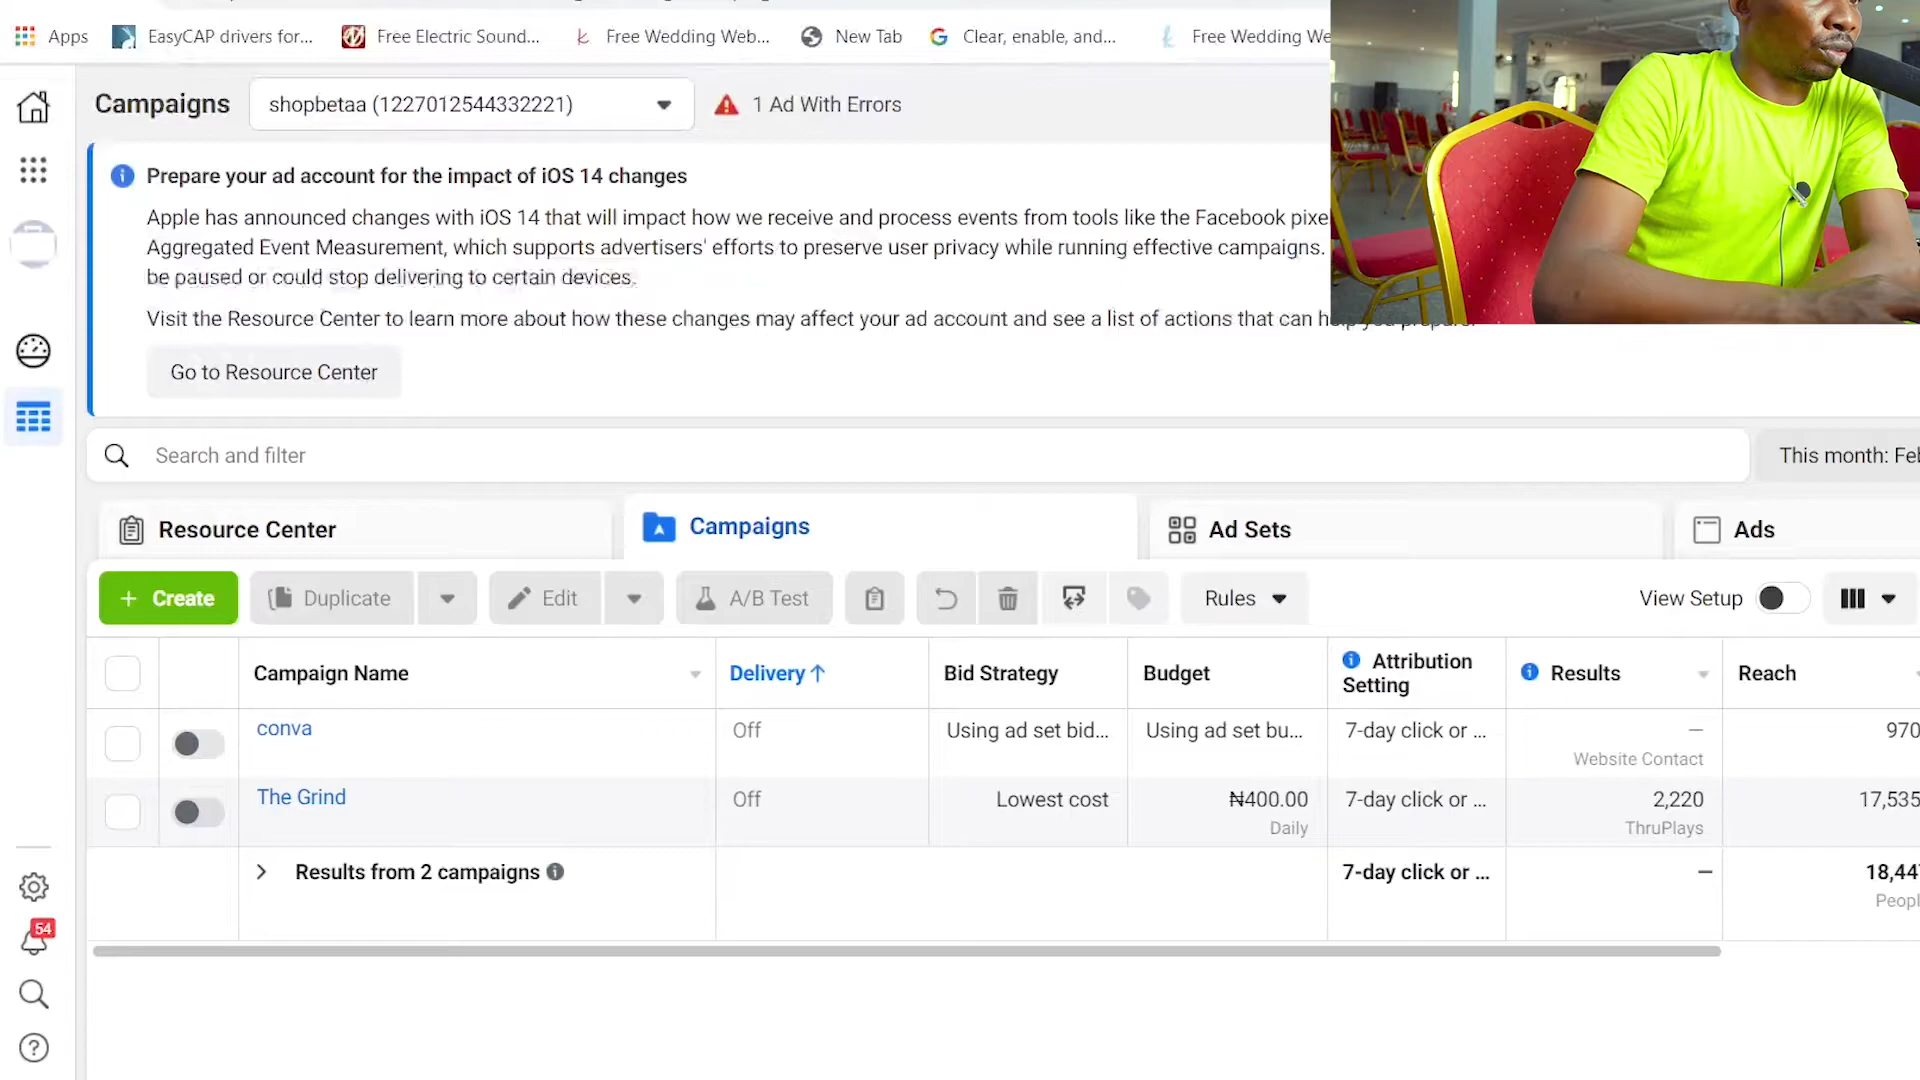 Apps EasyCAP drivers for... Free Electric Sound... Free Wedding Web... New Tab Clear, enable, and... Free Wedding We
Campaigns shopbetaa (1227012544332221) 1 Ad With Errors
Prepare your ad account for the impact of iOS 14 changes
Apple has announced changes with iOS 14 that will impact how we receive and process events from tools like the Facebook pixe
Aggregated Event Measurement, which supports advertisers' efforts to preserve user privacy while running effective campaigns.
be paused or could stop delivering to certain devices.
Visit the Resource Center to learn more about how these changes may affect your ad account and see a list of actions that can help you prepare.
Go to Resource Center
Search and filter This month: Feb
Resource Center Campaigns Ad Sets Ads
+ Create Duplicate Edit A/B Test Rules View Setup
Campaign Name Delivery↑ Bid Strategy Budget Attribution Setting Results Reach
conva Off Using ad set bid... Using ad set bu... 7-day click or ... — 970
Website Contact
The Grind Off Lowest cost ₦400.00 7-day click or ... 2,220 17,535
Daily ThruPlays
Results from 2 campaigns 7-day click or ... — 18,447
Peopl
54